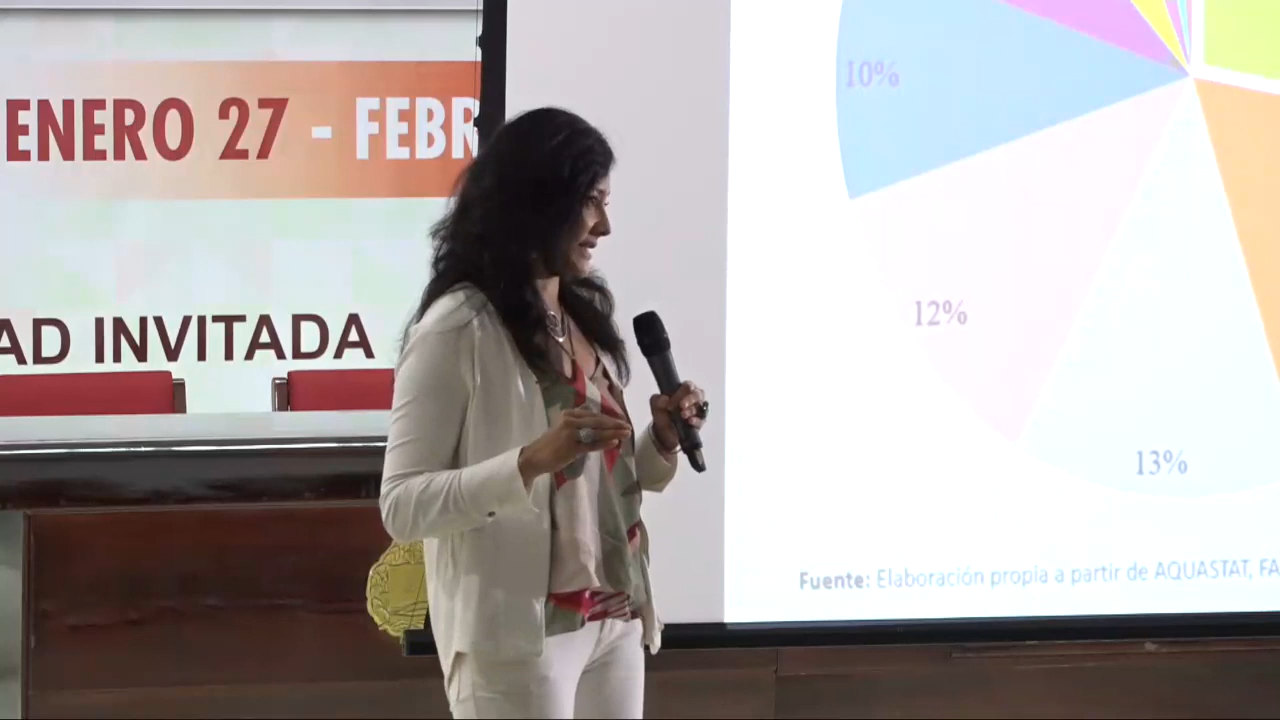 ENERO 27 - FEBR
AD INVITADA
10%
12%
13%
Fuente: Elaboración propia a partir de AQUASTAT, FA